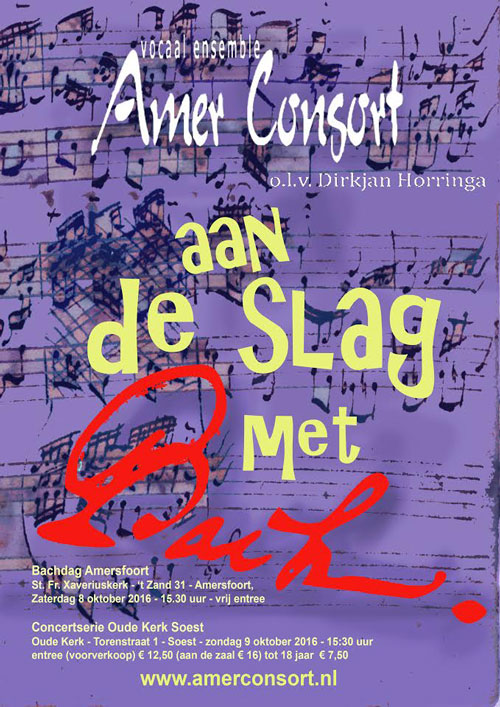 vocaal ensemble
Amer Consort
o.l.v. Dirkjan Horringa
aan
de Slag
met
Bach.
Bachdag Amersfoort
St. Fr. Xaveriuskerk - 't Zand 31 - Amersfoort,
Zaterdag 8 oktober 2016 - 15.30 uur - vrij entree
Concertserie Oude Kerk Soest
Oude Kerk - Torenstraat 1 - Soest - zondag 9 oktober 2016 - 15:30 uur
entree (voorverkoop) € 12,50 (aan de zaal € 16) tot 18 jaar € 7,50
www.amerconsort.nl